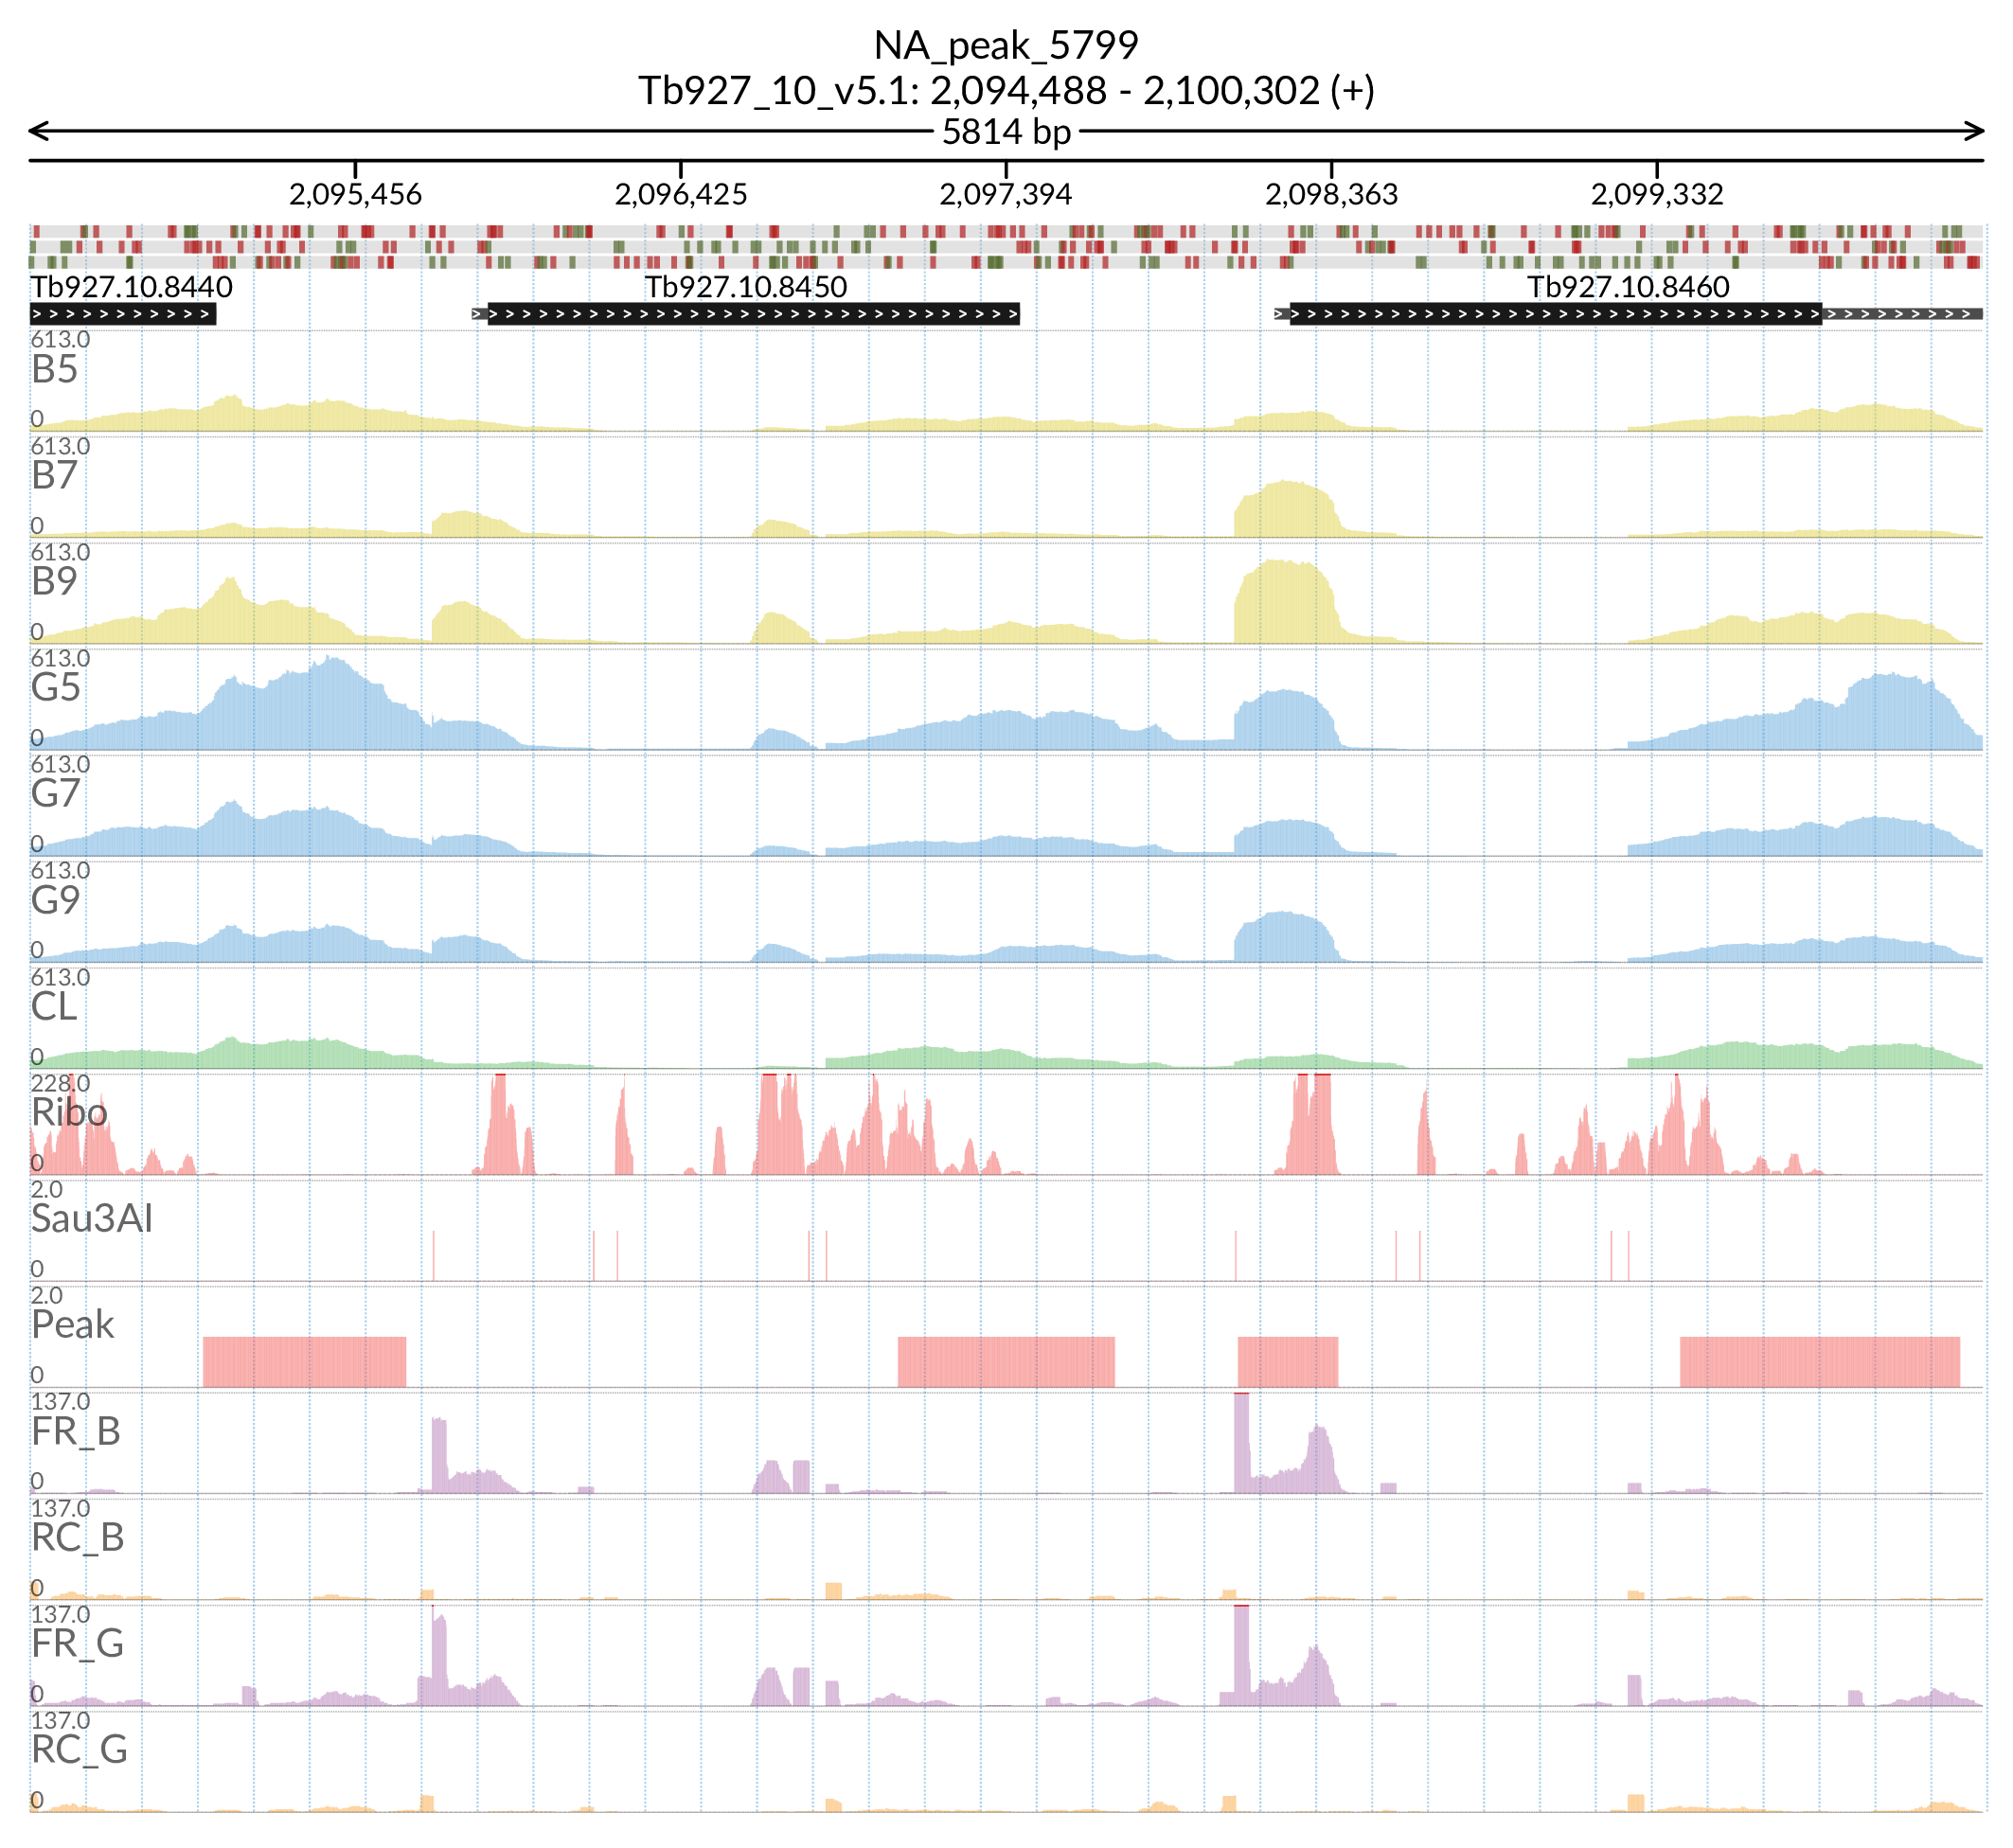 NA_peak_5799
Tb927_10_v5.1: 2,094,488 - 2,100,302 (+)
5814 bp
2,095,456 2,096,425 2,097,394 2,098,363 2,099,332
Tb927.10.8440 Tb927.10.8450 Tb927.10.8460
613.0
B5
0
613.0
B7
0
613.0
B9
0
613.0
G5
0
613.0
G7
0
613.0
G9
0
613.0
CL
0
228.0
Ribo
0
2.0
Sau3AI
0
2.0
Peak
0
137.0
FR_B
0
137.0
RC_B
0
137.0
FR_G
0
137.0
RC_G
0